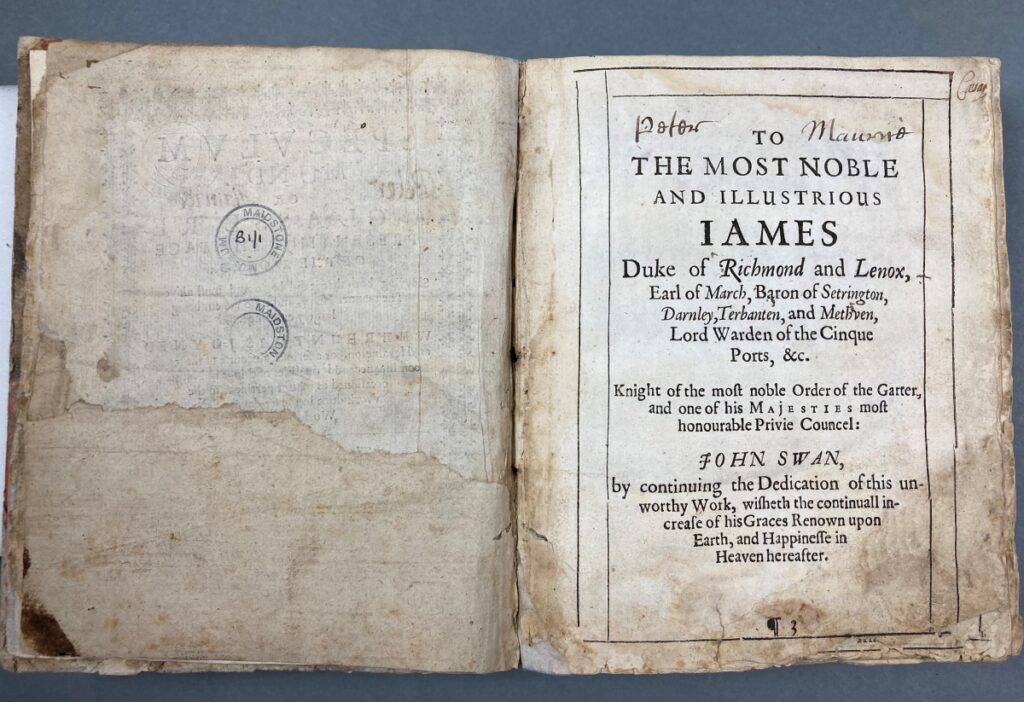 MAIDSTONE MUSEUM
B1/1
MAIDSTON
Peter Maurice
TO
THE MOST NOBLE
AND ILLUSTRIOUS
IAMES
Duke of Richmond and Lenox,
Earl of March, Baron of Setrington,
Darnley, Terbanten, and Methven,
Lord Warden of the Cinque
Ports, &c.
Knight of the moſt noble Order of the Garter,
and one of his MAJESTIES moſt
honourable Privie Councel:
JOHN SWAN,
by continuing the Dedication of this un-
worthy Work, wiſheth the continuall in-
creaſe of his Graces Renown upon
Earth, and Happineſſe in
Heaven hereafter.
¶ 3